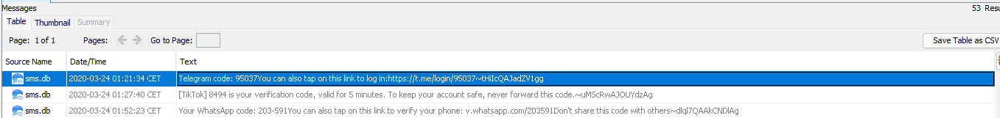 Messages 53 Resu
Table Thumbnail Summary
Page: 1 of 1 Pages: Go to Page: Save Table as CSV
Source Name Date/Time Text
sms.db 2020-03-24 01:21:34 CET Telegram code: 95037You can also tap on this link to log in:https://t.me/login/95037~tHiIcQAJadZV1gg
sms.db 2020-03-24 01:27:40 CET [TikTok] 8494 is your verification code, valid for 5 minutes. To keep your account safe, never forward this code.~uMScRwAJOUYdzAg
sms.db 2020-03-24 01:52:23 CET Your WhatsApp code: 203-591You can also tap on this link to verify your phone: v.whatsapp.com/203591Don't share this code with others~dlql7QAAkCNDlAg